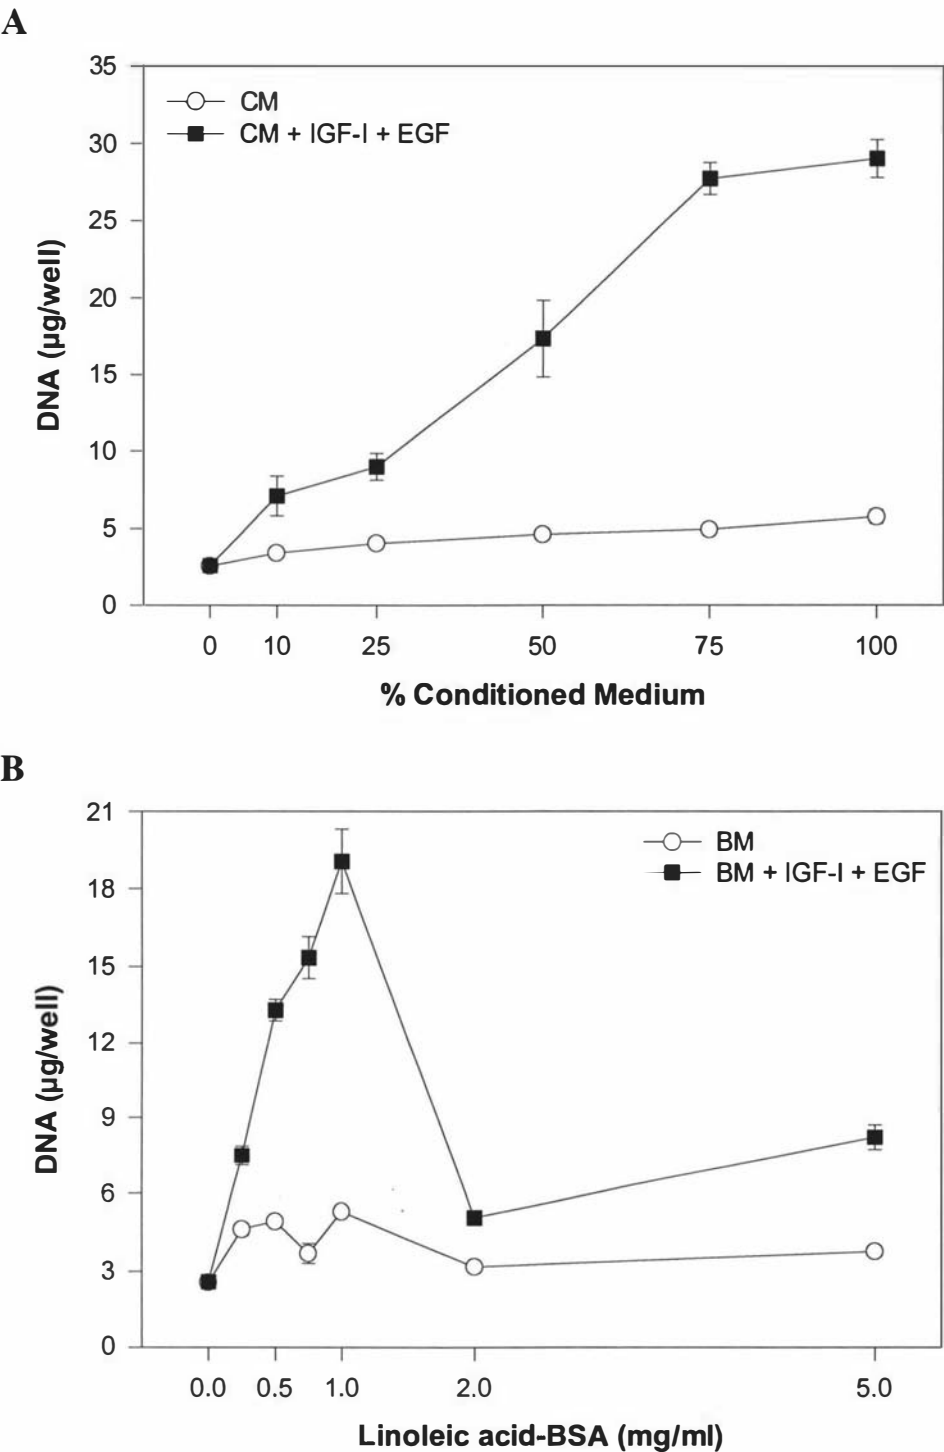 A
35
30
25
20
15
10
5
0
DNA (µg/well)
CM
CM + IGF-I + EGF
0 10 25 50 75 100
% Conditioned Medium
B
21
18
15
12
9
6
3
0
DNA (µg/well)
BM
BM + IGF-I + EGF
0.0 0.5 1.0 2.0 5.0
Linoleic acid-BSA (mg/ml)